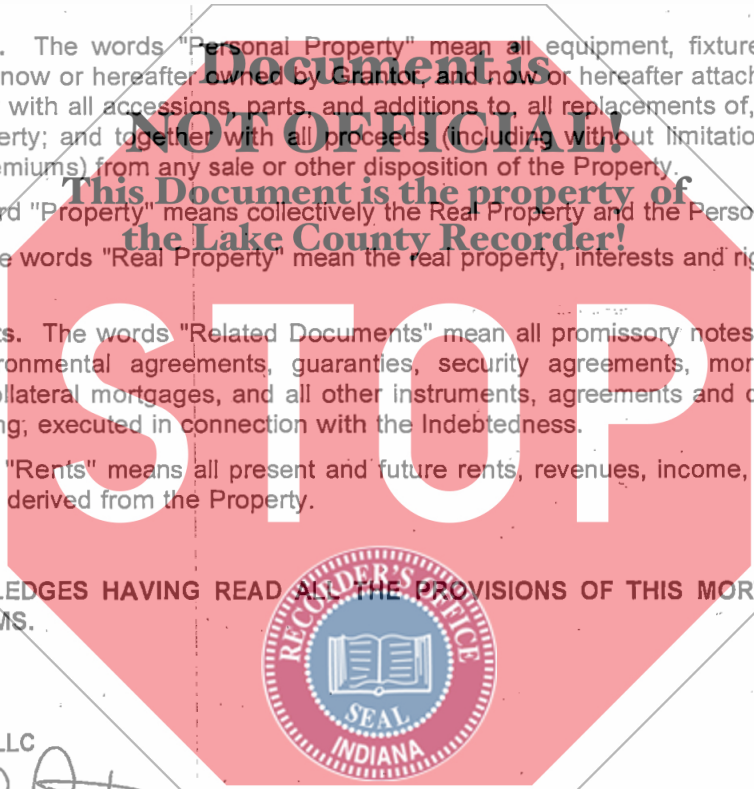 . The words "Personal Property" mean all equipment, fixture
Document is
now or hereafter owned by Grantor, and now or hereafter attach
with all accessions, parts, and additions to, all replacements of,
NOT OFFICIAL!
erty; and together with all proceeds (including without limitatio
emiums) from any sale or other disposition of the Property.
This Document is the property of
rd "Property" means collectively the Real Property and the Perso
the Lake County Recorder!
e words "Real Property" mean the real property, interests and rig
ts. The words "Related Documents" mean all promissory notes
ronmental agreements, guaranties, security agreements, mor
llateral mortgages, and all other instruments, agreements and d
ng, executed in connection with the Indebtedness.
STOP
"Rents" means all present and future rents, revenues, income,
derived from the Property.
LEDGES HAVING READ ALL THE PROVISIONS OF THIS MOR
MS.
RECORDER'S OFFICE
SEAL
INDIANA
LLC